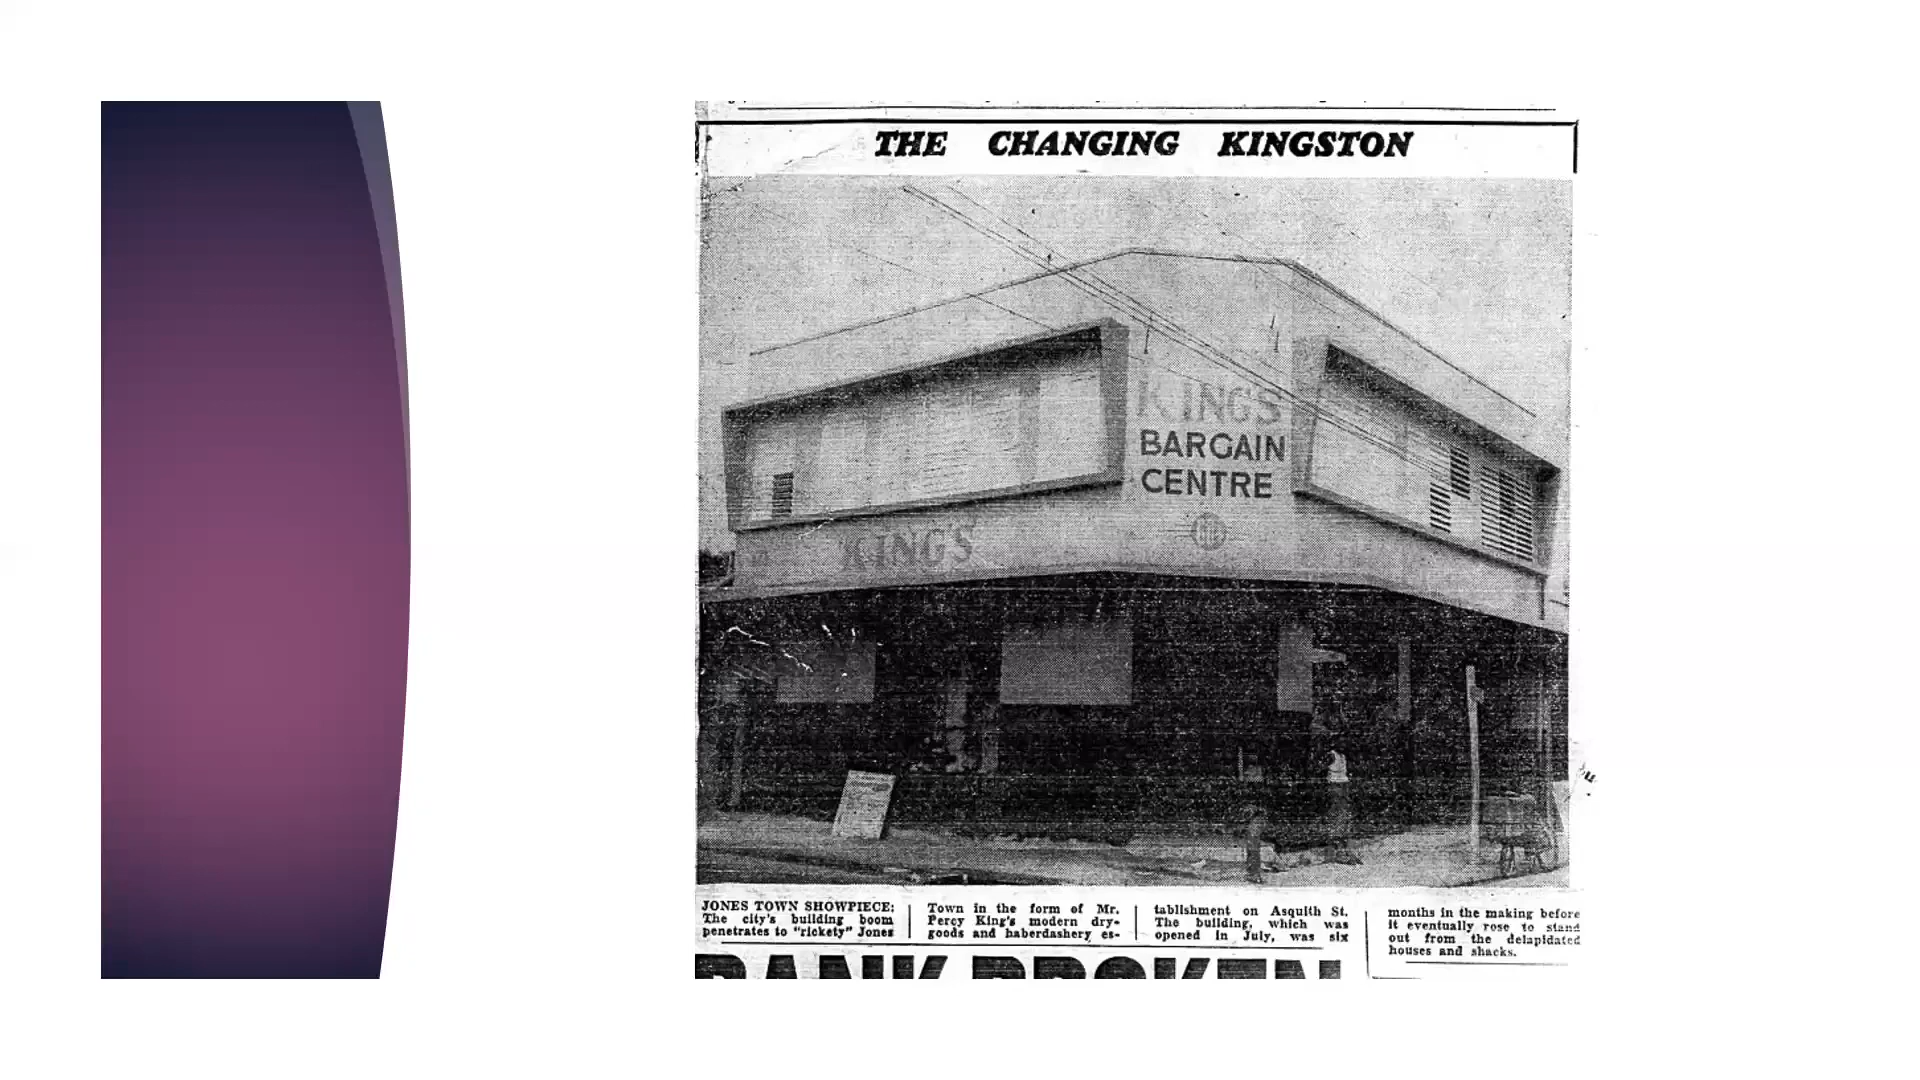 THE CHANGING KINGSTON
KING'S
BARGAIN
CENTRE
KING'S
JONES TOWN SHOWPIECE:
The city's building boom
penetrates to "rickety" Jones
Town in the form of Mr.
Percy King's modern dry-
goods and haberdashery es-
tablishment on Asquith St.
The building, which was
opened in July, was six
months in the making before
it eventually rose to stand
out from the delapidated
houses and shacks.
BANK BROKEN